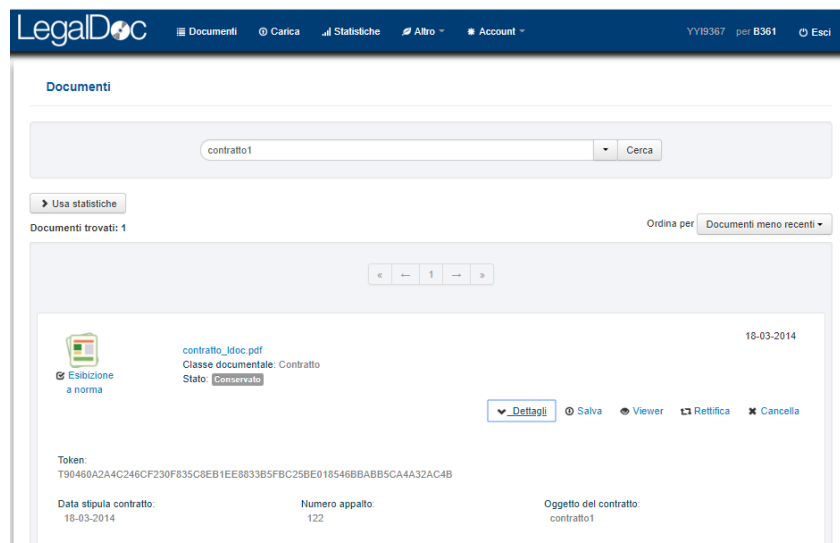 LegalDoc Documenti Carica Statistiche Altro Account YYI9367 per B361 Esci
Documenti
contratto1 Cerca
Usa statistiche
Documenti trovati: 1 Ordina per Documenti meno recenti
« ← 1 → »
18-03-2014
contratto_ldoc.pdf
Classe documentale: Contratto
Stato: Conservato
Esibizione
a norma
Dettagli Salva Viewer Rettifica Cancella
Token:
T90460A2A4C246CF230F835C8EB1EE8833B5FBC25BE018546BBABB5CA4A32AC4B
Data stipula contratto: Numero appalto: Oggetto del contratto:
18-03-2014 122 contratto1